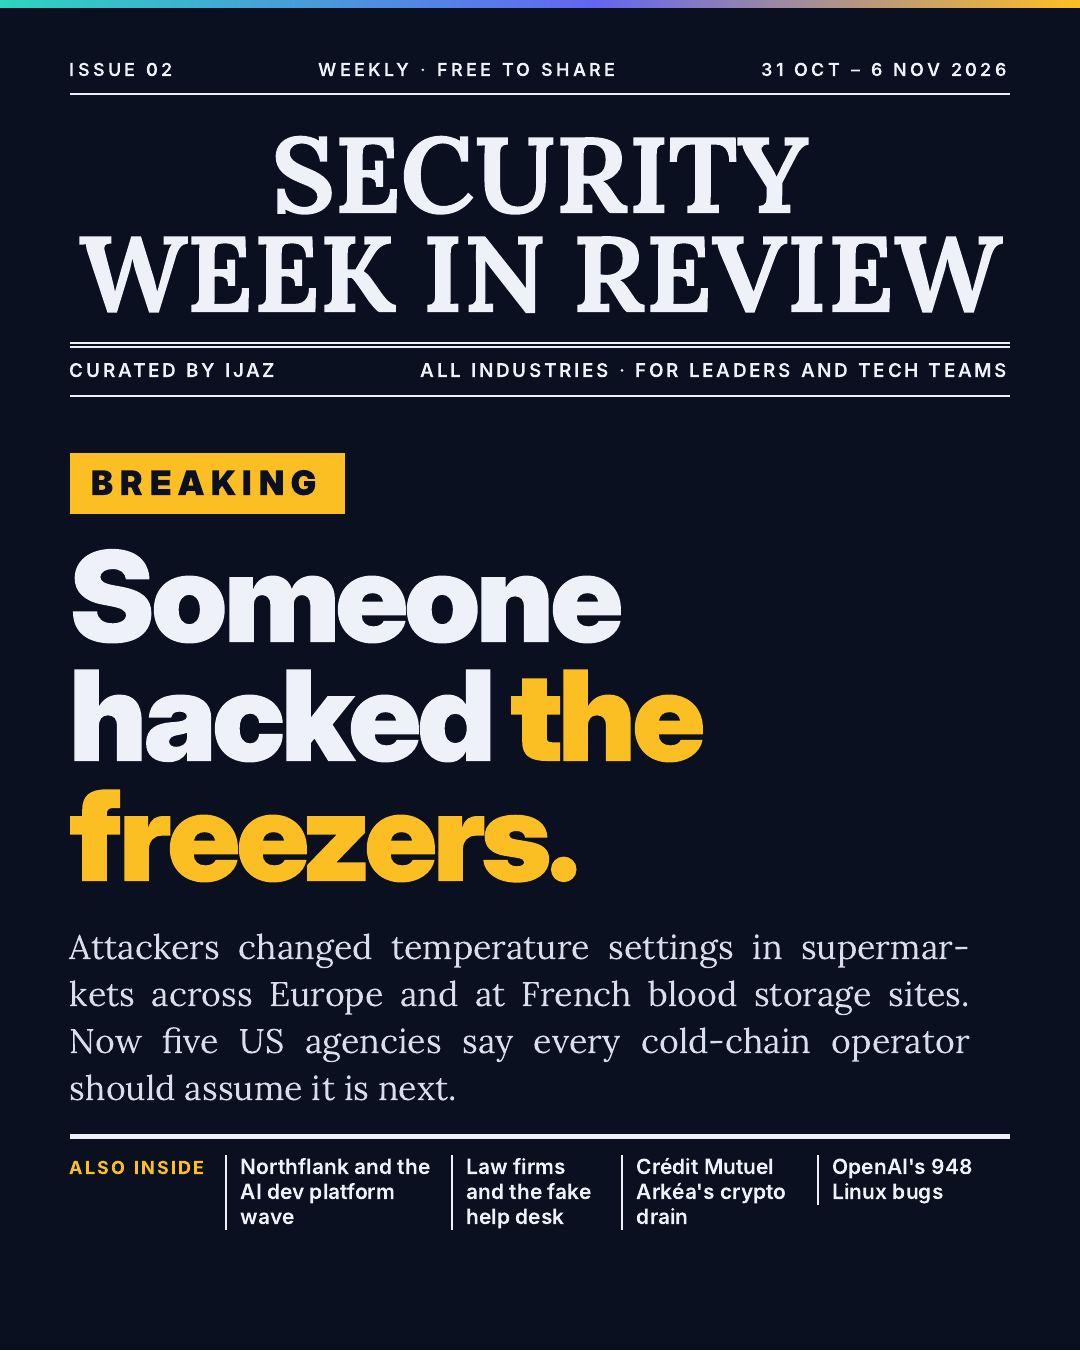 ISSUE 02
WEEKLY · FREE TO SHARE
31 OCT – 6 NOV 2026
SECURITY
WEEK IN REVIEW
CURATED BY IJAZ
ALL INDUSTRIES · FOR LEADERS AND TECH TEAMS
BREAKING
Someone
hacked the
freezers.
Attackers changed temperature settings in supermar-
kets across Europe and at French blood storage sites.
Now five US agencies say every cold-chain operator
should assume it is next.
ALSO INSIDE
Northflank and the
AI dev platform
wave
Law firms
and the fake
help desk
Crédit Mutuel
Arkéa's crypto
drain
OpenAI's 948
Linux bugs